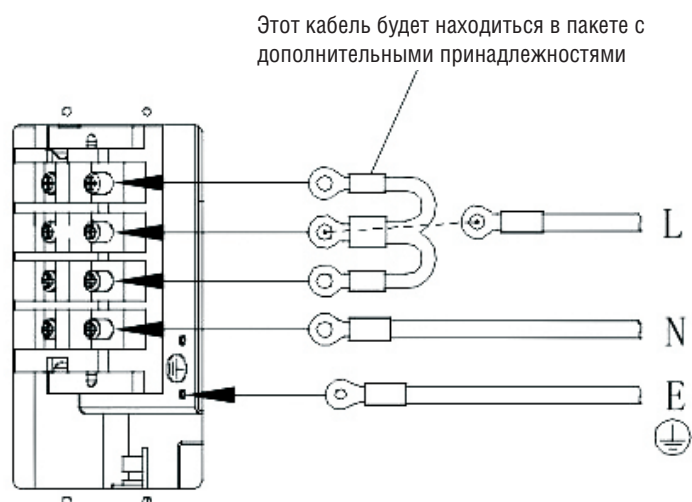 Этот кабель будет находиться в пакете с
дополнительными принадлежностями
L
N
E